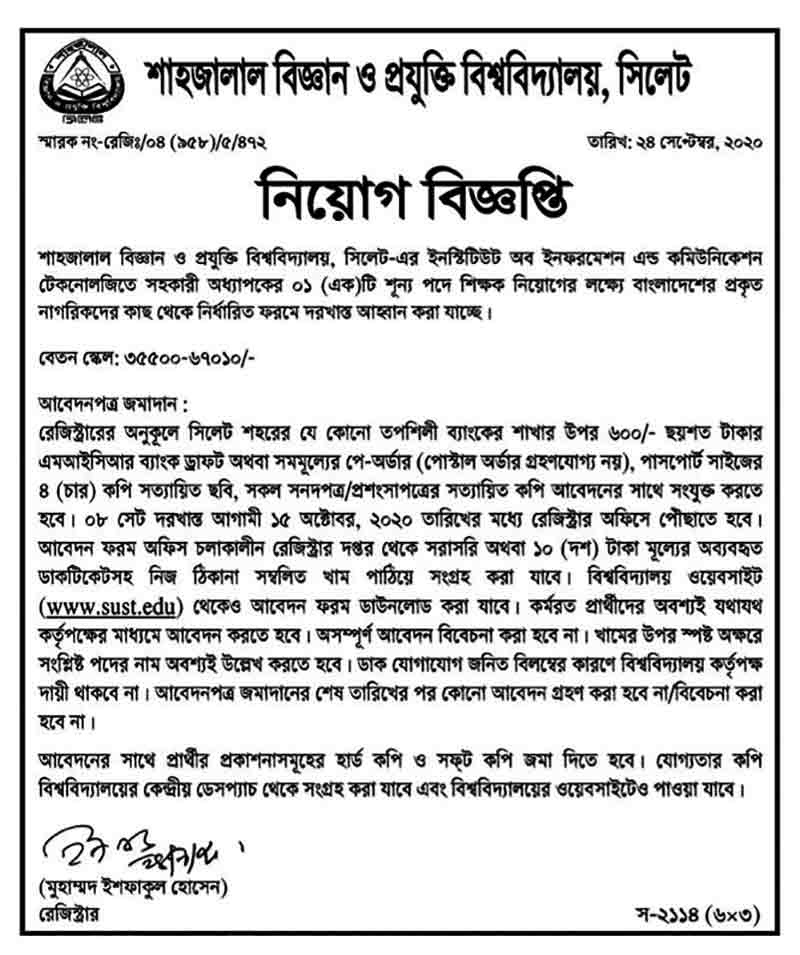 শাহজালাল বিজ্ঞান ও প্রযুক্তি বিশ্ববিদ্যালয়, সিলেট
স্মারক নং-রেজিঃ/০৪ (৯৫৮)/৫/৪৭২ তারিখ: ২৪ সেপ্টেম্বর, ২০২০
নিয়োগ বিজ্ঞপ্তি
শাহজালাল বিজ্ঞান ও প্রযুক্তি বিশ্ববিদ্যালয়, সিলেট-এর ইনস্টিটিউট অব ইনফরমেশন এন্ড কমিউনিকেশন
টেকনোলজিতে সহকারী অধ্যাপকের ০১ (এক)টি শূন্য পদে শিক্ষক নিয়োগের লক্ষ্যে বাংলাদেশের প্রকৃত
নাগরিকদের কাছ থেকে নির্ধারিত ফরমে দরখাস্ত আহ্বান করা যাচ্ছে।
বেতন স্কেল: ৩৫৫০০-৬৭০১০/-
আবেদনপত্র জমাদান :
রেজিস্ট্রারের অনুকূলে সিলেট শহরের যে কোনো তপশিলী ব্যাংকের শাখার উপর ৬০০/- ছয়শত টাকার
এমআইসিআর ব্যাংক ড্রাফট অথবা সমমূল্যের পে-অর্ডার (পোস্টাল অর্ডার গ্রহণযোগ্য নয়), পাসপোর্ট সাইজের
৪ (চার) কপি সত্যায়িত ছবি, সকল সনদপত্র/প্রশংসাপত্রের সত্যায়িত কপি আবেদনের সাথে সংযুক্ত করতে
হবে। ০৮ সেট দরখাস্ত আগামী ১৫ অক্টোবর, ২০২০ তারিখের মধ্যে রেজিস্ট্রার অফিসে পৌঁছাতে হবে।
আবেদন ফরম অফিস চলাকালীন রেজিস্ট্রার দপ্তর থেকে সরাসরি অথবা ১০ (দশ) টাকা মূল্যের অব্যবহৃত
ডাকটিকেটসহ নিজ ঠিকানা সম্বলিত খাম পাঠিয়ে সংগ্রহ করা যাবে। বিশ্ববিদ্যালয় ওয়েবসাইট
(www.sust.edu) থেকেও আবেদন ফরম ডাউনলোড করা যাবে। কর্মরত প্রার্থীদের অবশ্যই যথাযথ
কর্তৃপক্ষের মাধ্যমে আবেদন করতে হবে। অসম্পূর্ণ আবেদন বিবেচনা করা হবে না। খামের উপর স্পষ্ট অক্ষরে
সংশ্লিষ্ট পদের নাম অবশ্যই উল্লেখ করতে হবে। ডাক যোগাযোগ জনিত বিলম্বের কারণে বিশ্ববিদ্যালয় কর্তৃপক্ষ
দায়ী থাকবে না। আবেদনপত্র জমাদানের শেষ তারিখের পর কোনো আবেদন গ্রহণ করা হবে না/বিবেচনা করা
হবে না।
আবেদনের সাথে প্রার্থীর প্রকাশনাসমূহের হার্ড কপি ও সফ্‌ট কপি জমা দিতে হবে। যোগ্যতার কপি
বিশ্ববিদ্যালয়ের কেন্দ্রীয় ডেসপ্যাচ থেকে সংগ্রহ করা যাবে এবং বিশ্ববিদ্যালয়ের ওয়েবসাইটেও পাওয়া যাবে।
(মুহাম্মদ ইশফাকুল হোসেন)
রেজিস্ট্রার স-২১১৪ (৬×৩)